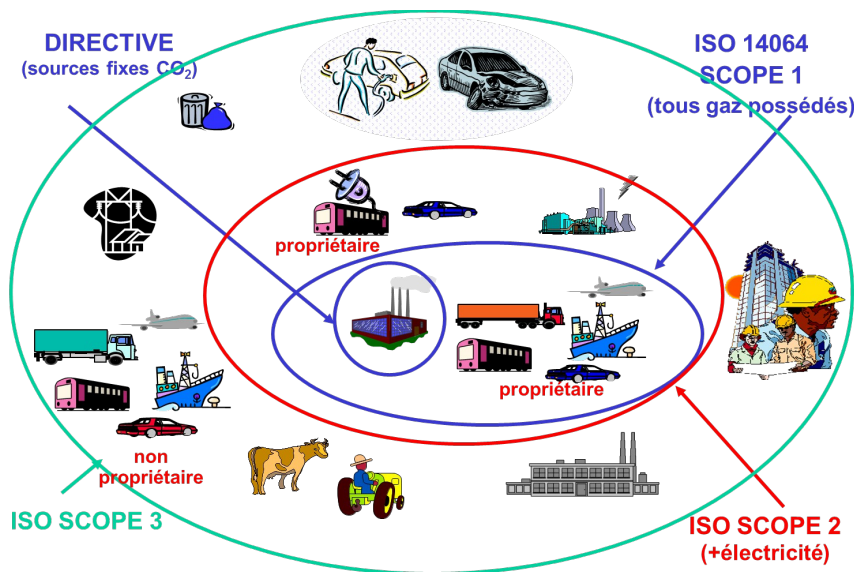 DIRECTIVE
(sources fixes CO₂)
ISO 14064
SCOPE 1
(tous gaz possédés)
propriétaire
propriétaire
non
propriétaire
ISO SCOPE 3
ISO SCOPE 2
(+électricité)